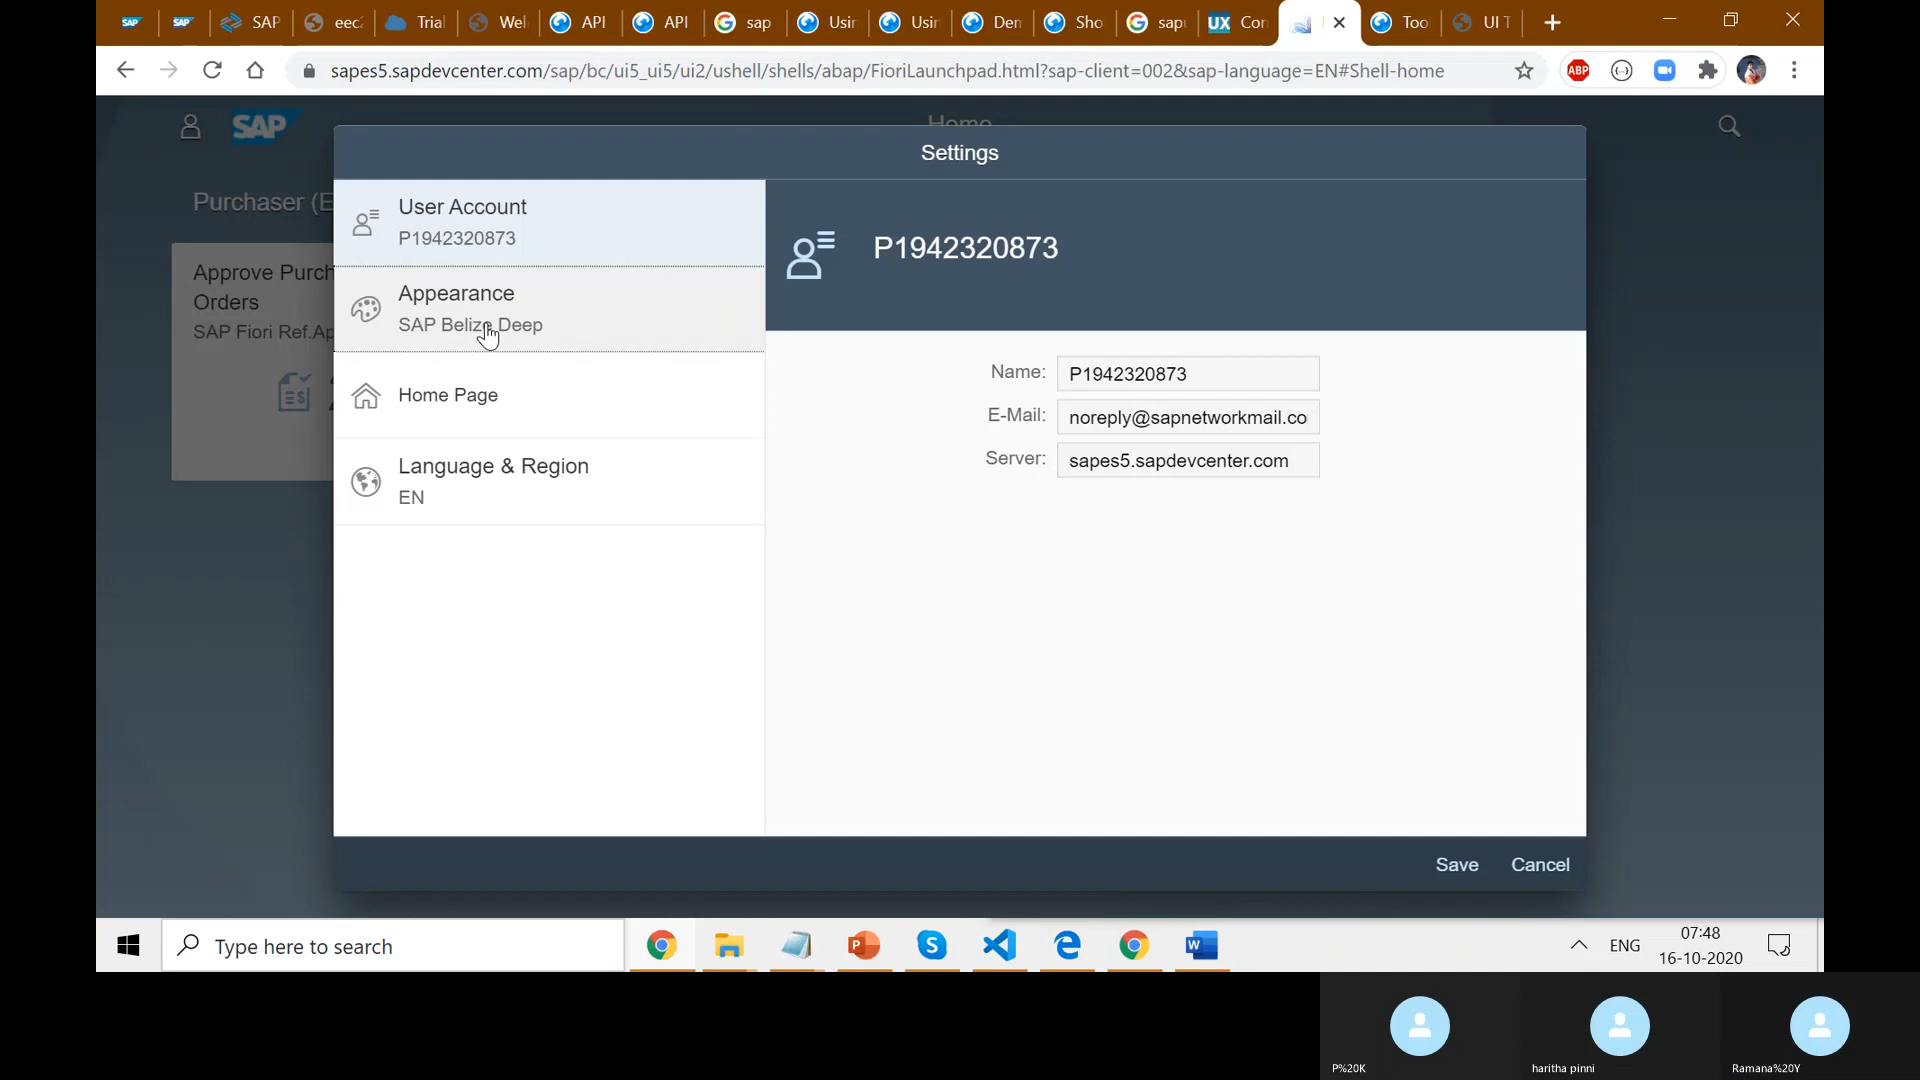 SAP
eec
Trial
Wel
API
API
sap
Usir
Usir
Den
Sho
sap
UX Cor
Too
UI T
sapes5.sapdevcenter.com/sap/bc/ui5_ui5/ui2/ushell/shells/abap/FioriLaunchpad.html?sap-client=002&sap-language=EN#Shell-home
ABP
SAP
Home
Settings
Purchaser (E
Approve Purch
Orders
SAP Fiori Ref.Ap
User Account
P1942320873
Appearance
SAP Belize Deep
Home Page
Language & Region
EN
P1942320873
Name: P1942320873
E-Mail: noreply@sapnetworkmail.co
Server: sapes5.sapdevcenter.com
Save Cancel
Type here to search
ENG
07:48
16-10-2020
P%20K
haritha pinni
Ramana%20Y